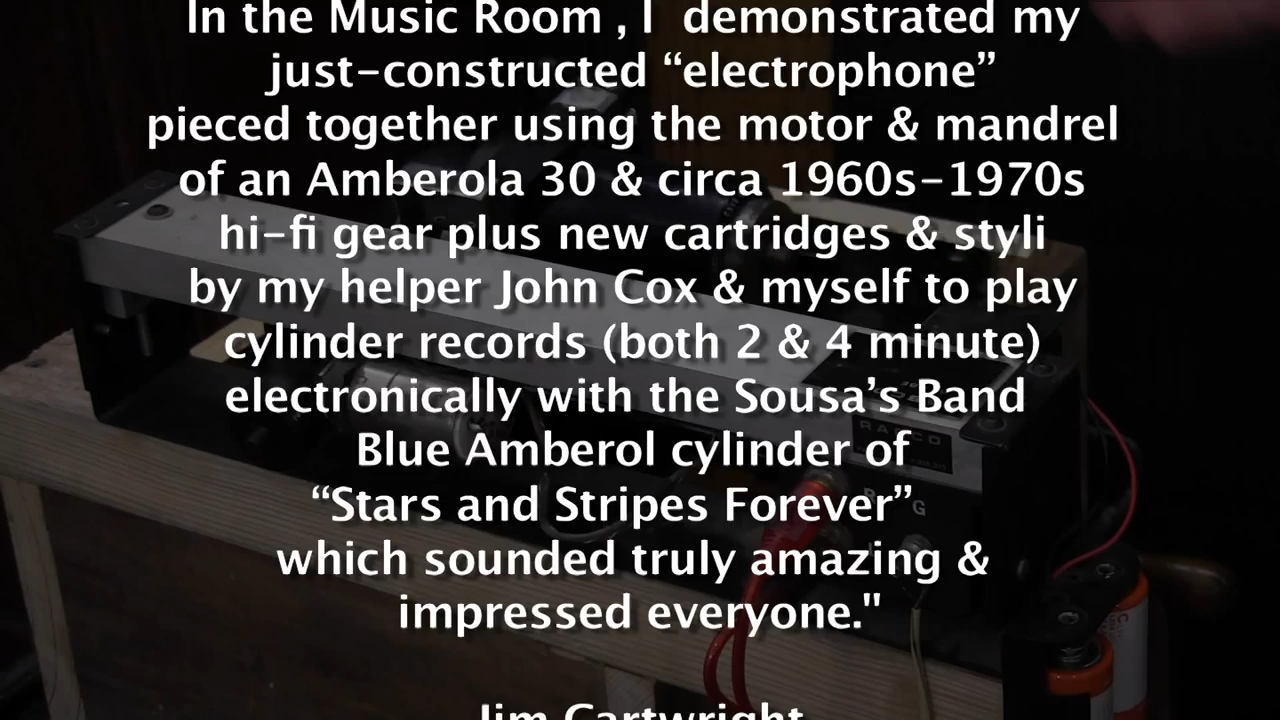 In the Music Room , I demonstrated my
just-constructed “electrophone”
pieced together using the motor & mandrel
of an Amberola 30 & circa 1960s-1970s
hi-fi gear plus new cartridges & styli
by my helper John Cox & myself to play
cylinder records (both 2 & 4 minute)
electronically with the Sousa’s Band
Blue Amberol cylinder of
“Stars and Stripes Forever”
which sounded truly amazing &
impressed everyone."
Jim Cartwright
G